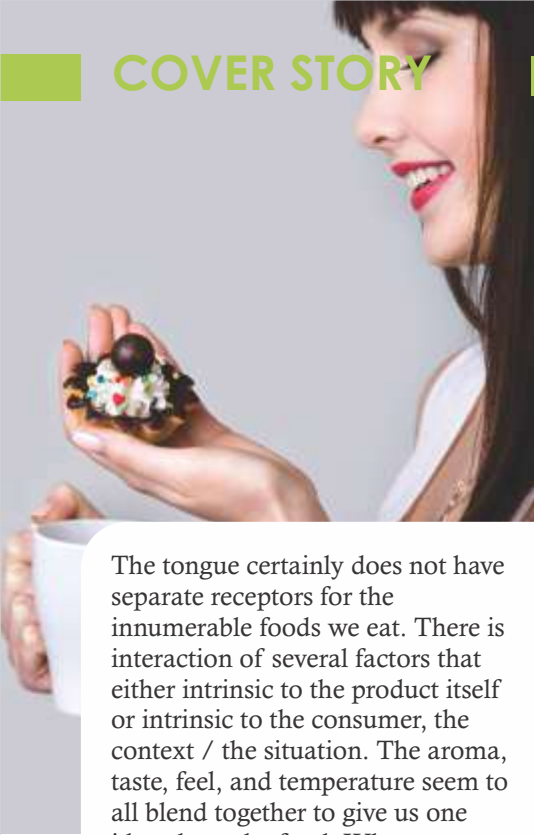 COVER STORY
The tongue certainly does not have
separate receptors for the
innumerable foods we eat. There is
interaction of several factors that
either intrinsic to the product itself
or intrinsic to the consumer, the
context / the situation. The aroma,
taste, feel, and temperature seem to
all blend together to give us one